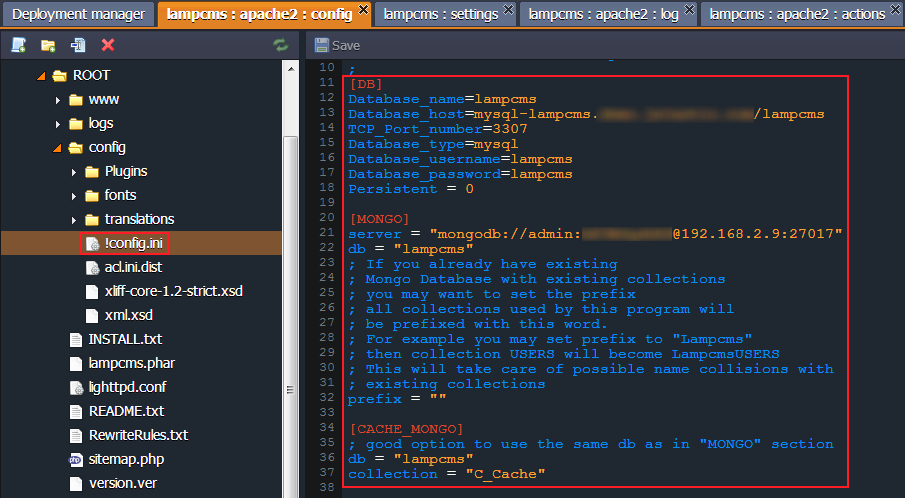 Deployment manager
lampcms : apache2 : config
lampcms : settings
lampcms : apache2 : log
lampcms : apache2 : actions
Save
ROOT
www
logs
config
Plugins
fonts
translations
!config.ini
acl.ini.dist
xliff-core-1.2-strict.xsd
xml.xsd
INSTALL.txt
lampcms.phar
lighttpd.conf
README.txt
RewriteRules.txt
sitemap.php
version.ver
10 ;
11 [DB]
12 Database_name=lampcms
13 Database_host=mysql-lampcms. /lampcms
14 TCP_Port_number=3307
15 Database_type=mysql
16 Database_username=lampcms
17 Database_password=lampcms
18 Persistent = 0
19
20 [MONGO]
21 server = "mongodb://admin: @192.168.2.9:27017"
22 db = "lampcms"
23 ; If you already have existing
24 ; Mongo Database with existing collections
25 ; you may want to set the prefix
26 ; all collections used by this program will
27 ; be prefixed with this word.
28 ; For example you may set prefix to "Lampcms"
29 ; then collection USERS will become LampcmsUSERS
30 ; This will take care of possible name collisions with
31 ; existing collections
32 prefix = ""
33
34 [CACHE_MONGO]
35 ; good option to use the same db as in "MONGO" section
36 db = "lampcms"
37 collection = "C_Cache"
38